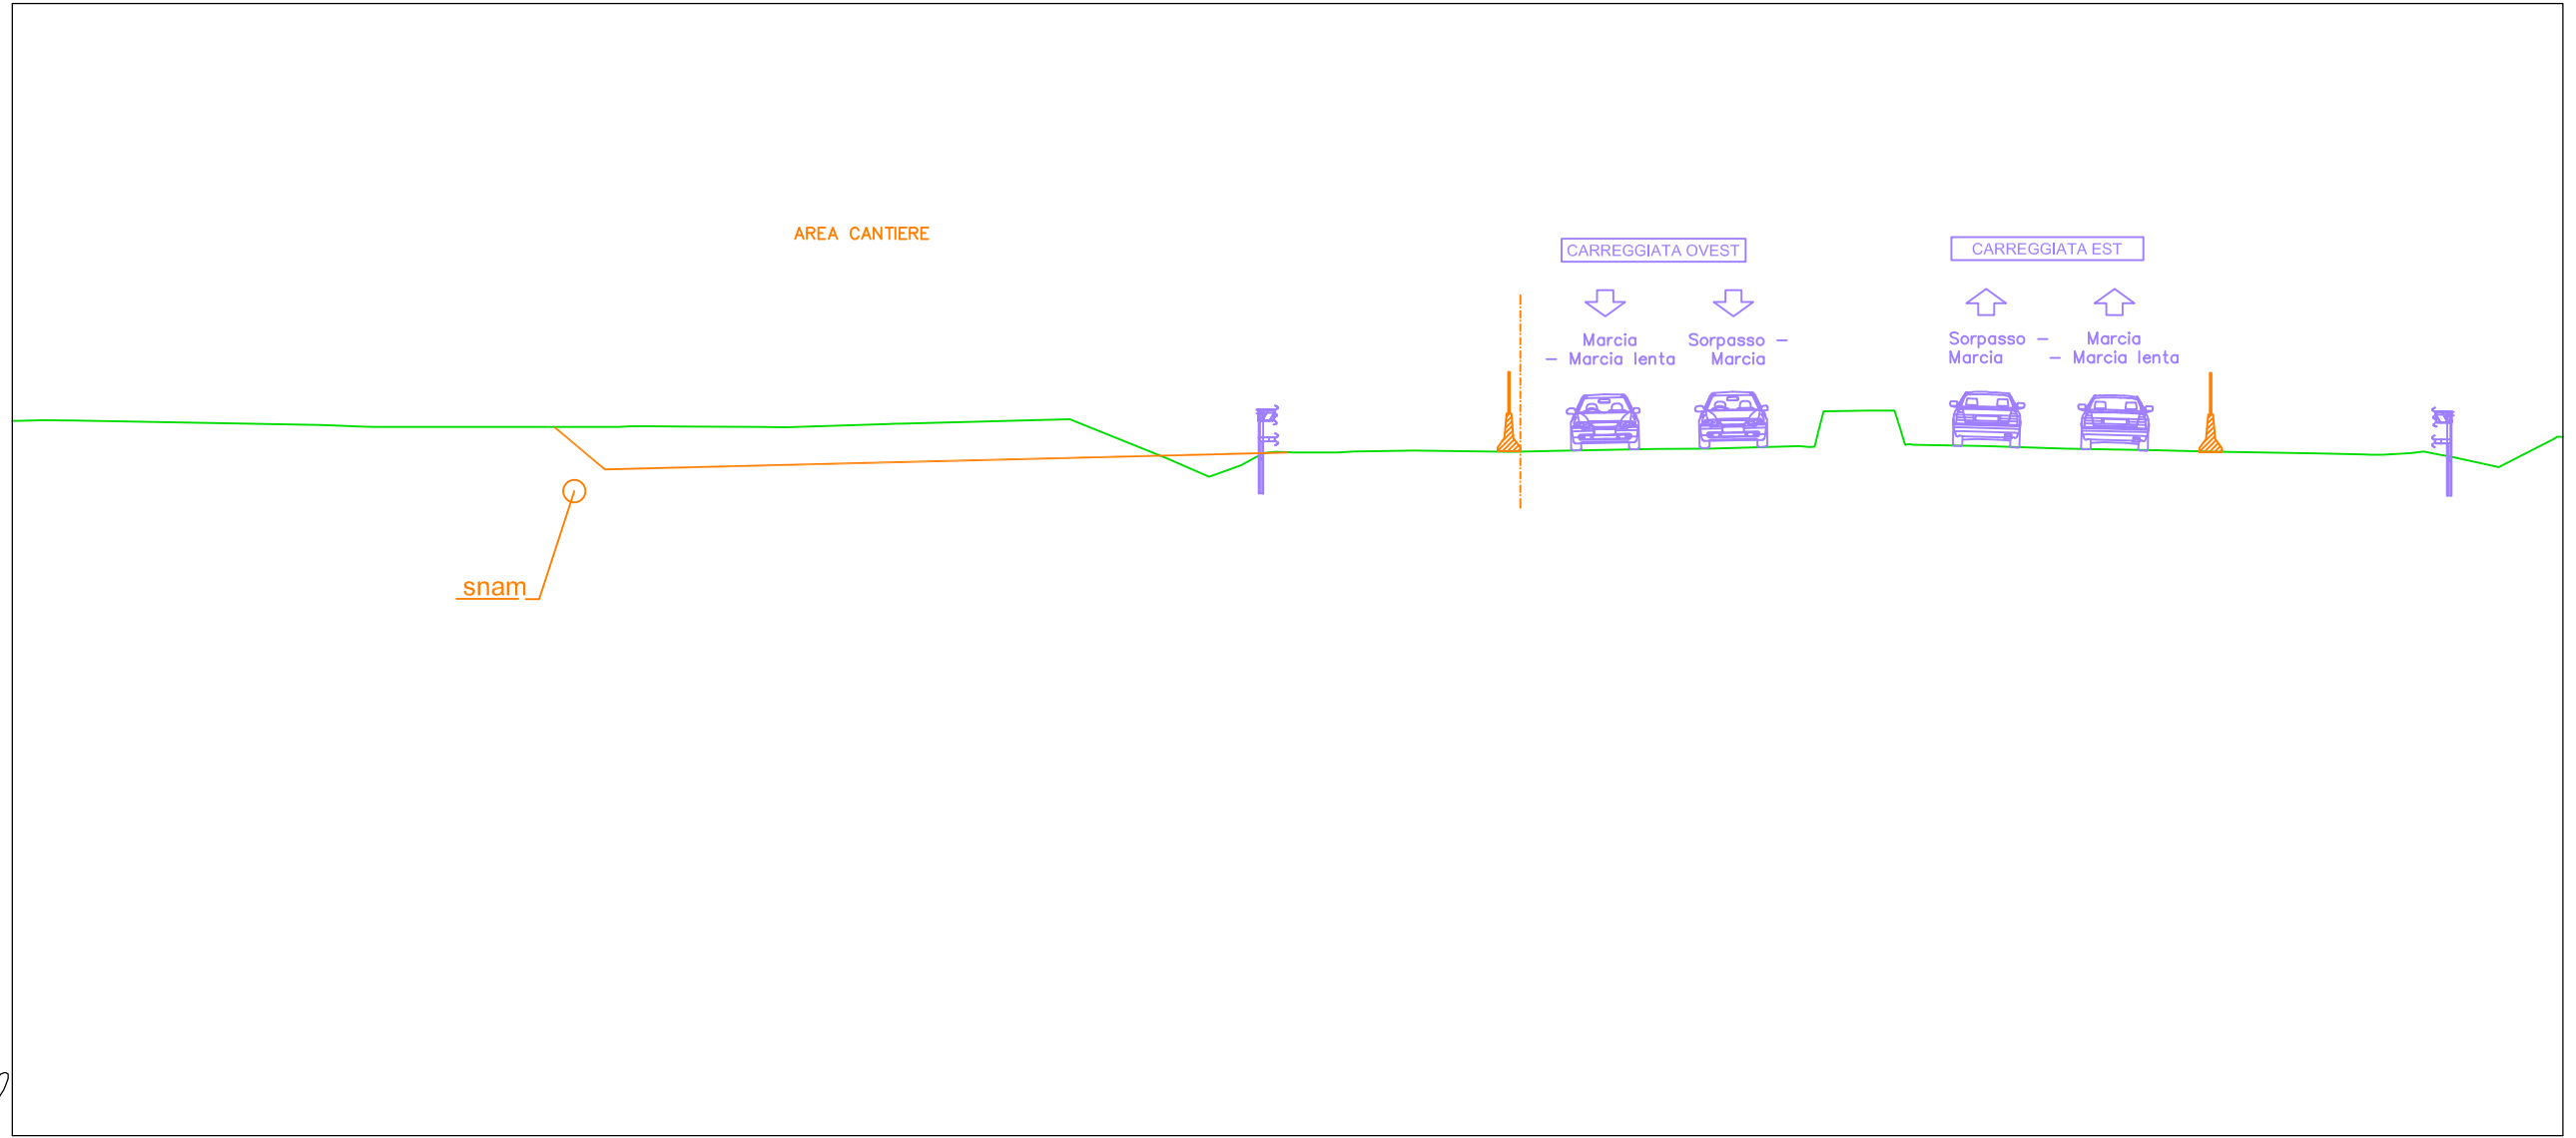 AREA CANTIERE
CARREGGIATA OVEST
CARREGGIATA EST
Marcia
– Marcia lenta
Sorpasso –
Marcia
Sorpasso –
Marcia
Marcia
– Marcia lenta
snam